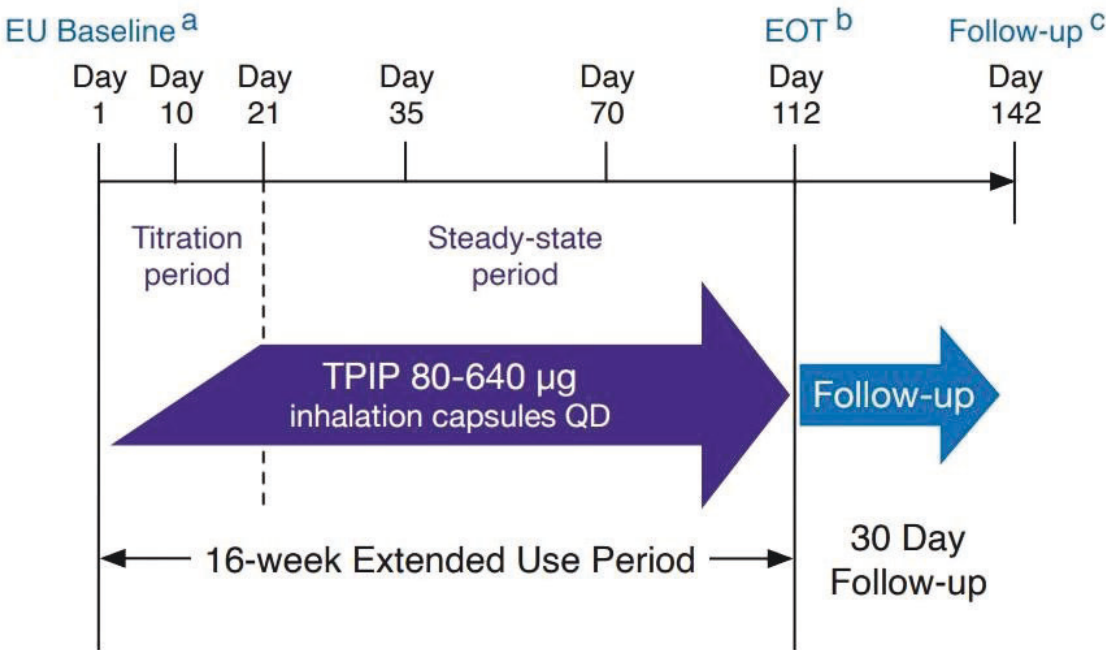 EU Baseline a
EOT b
Follow-up c
Day Day Day Day Day Day Day
1 10 21 35 70 112 142
Titration
period
Steady-state
period
TPIP 80-640 µg
inhalation capsules QD
Follow-up
16-week Extended Use Period
30 Day
Follow-up